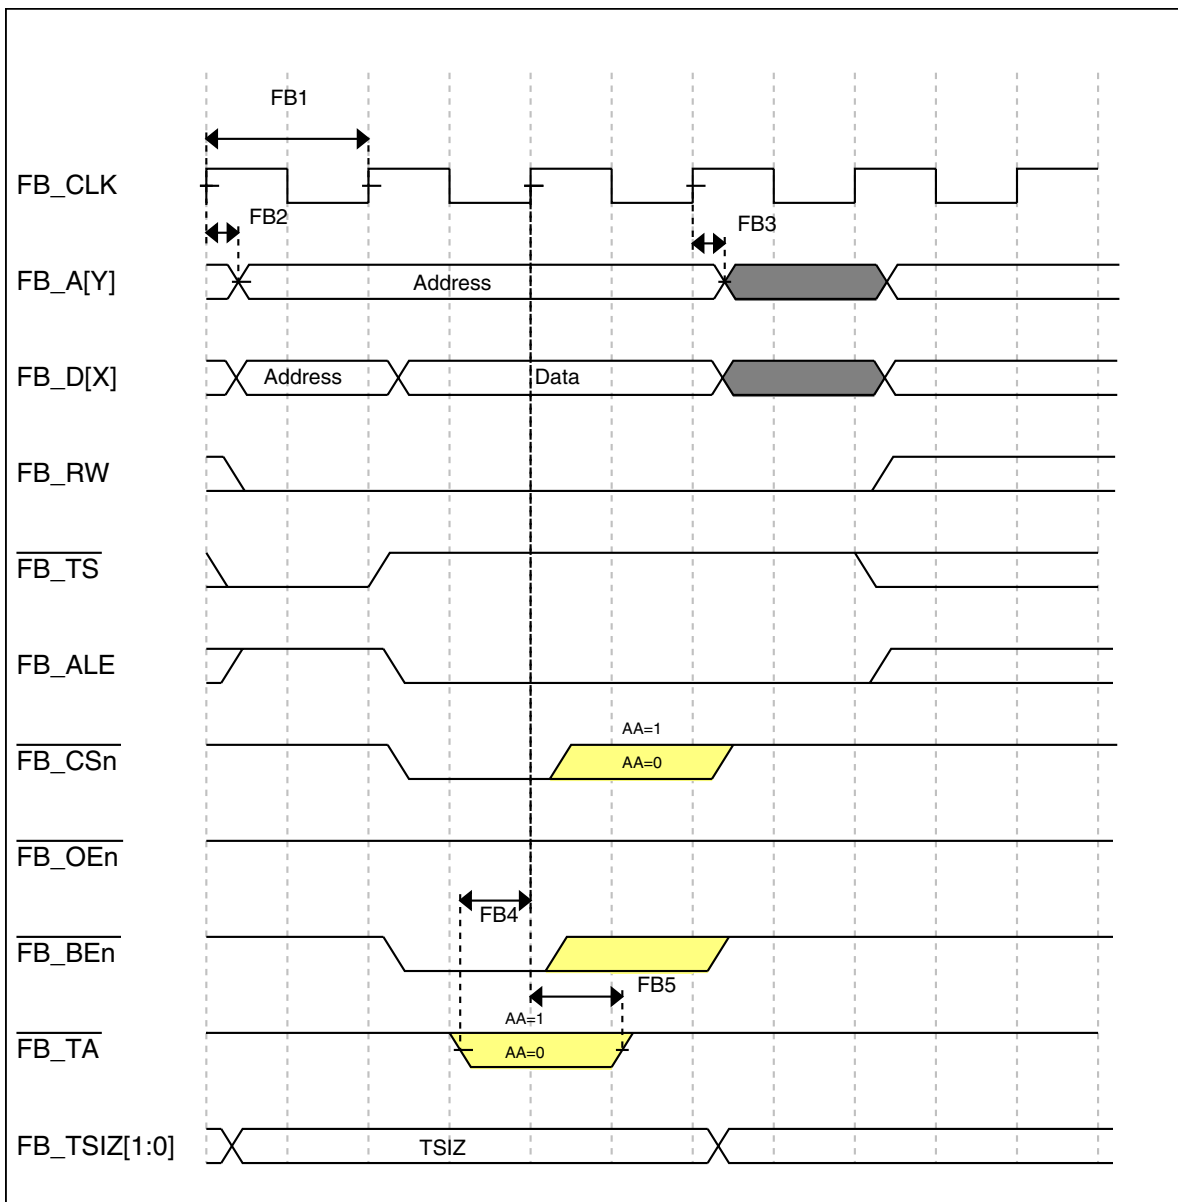 FB1
FB_CLK
FB2
FB3
FB_A[Y]
Address
FB_D[X]
Address
Data
FB_RW
FB_TS
FB_ALE
AA=1
FB_CSn
AA=0
FB_OEn
FB4
FB_BEn
FB5
AA=1
FB_TA
AA=0
FB_TSIZ[1:0]
TSIZ